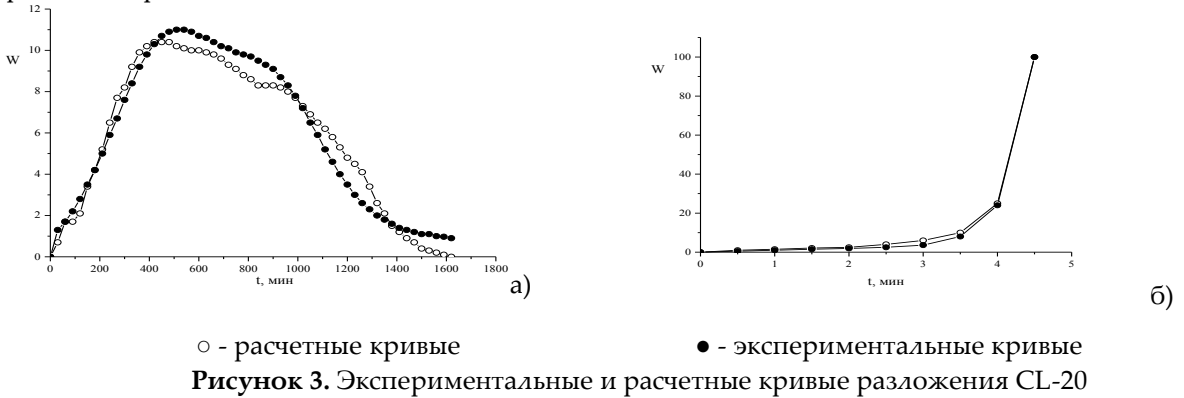 12
10
8
6
4
2
0
W
0 200 400 600 800 1000 1200 1400 1600 1800
t, мин
а)
100
80
60
40
20
0
W
0 1 2 3 4 5
t, мин
б)
○ - расчетные кривые
● - экспериментальные кривые
Рисунок 3. Экспериментальные и расчетные кривые разложения CL-20